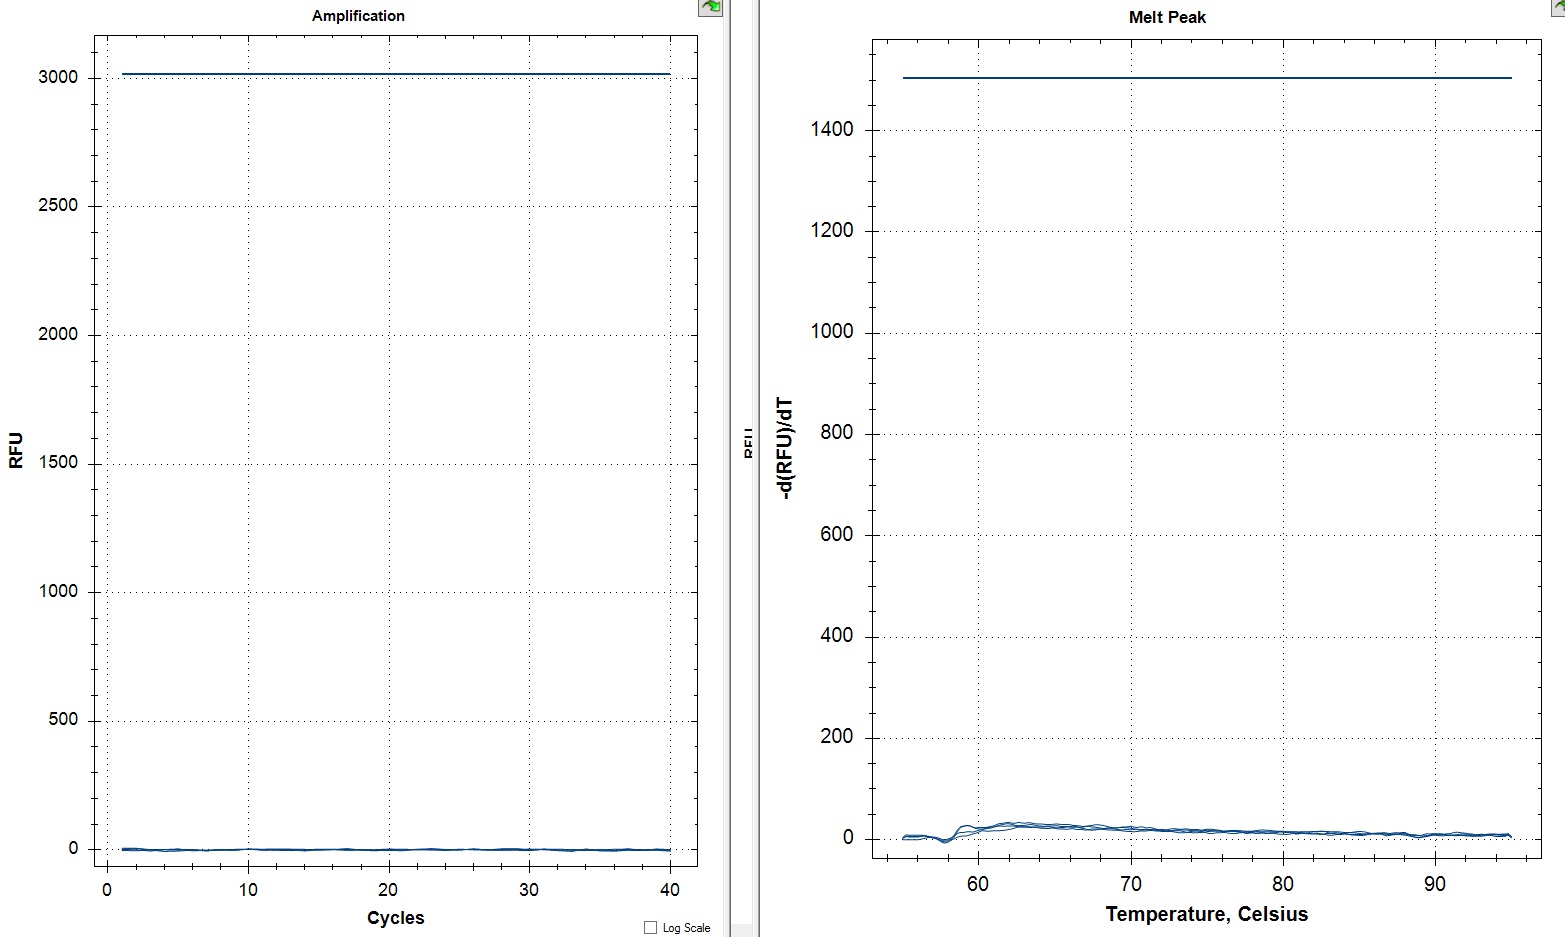 Amplification
3000
2500
2000
1500
1000
500
0
RFU
0 10 20 30 40
Cycles
Log Scale
RFU
Melt Peak
1400
1200
1000
800
600
400
200
0
-d(RFU)/dT
60 70 80 90
Temperature, Celsius